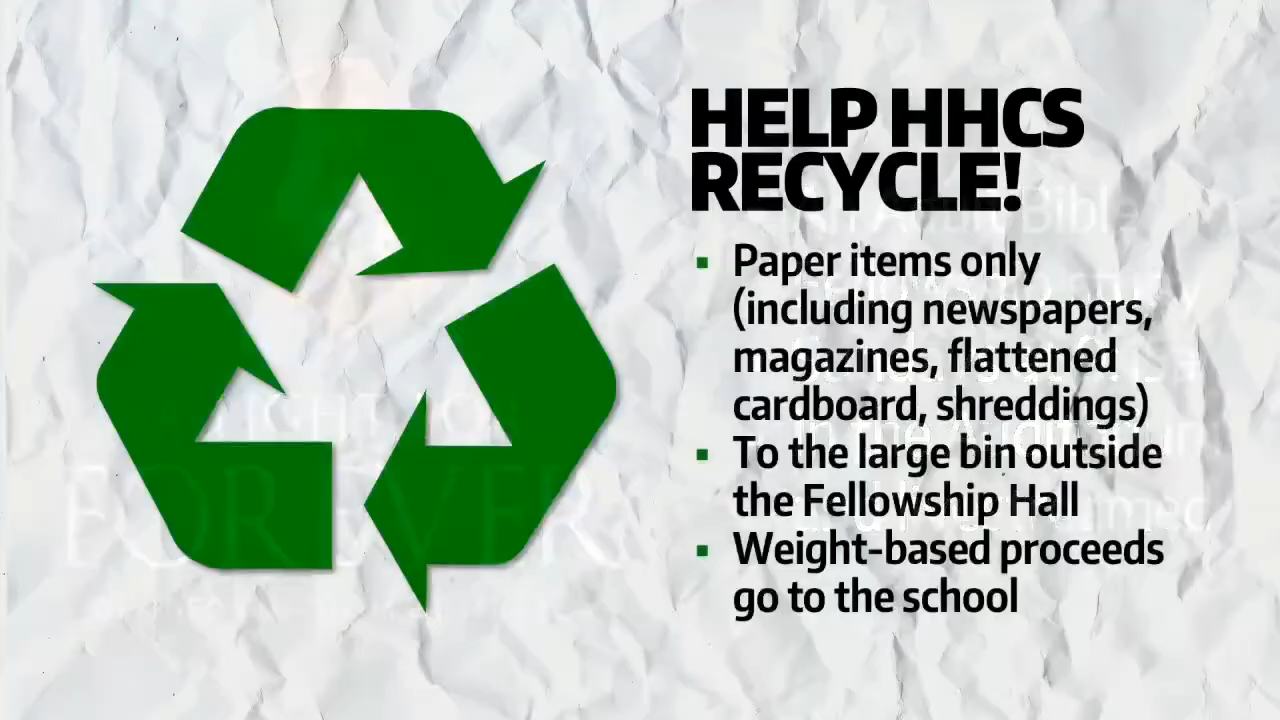 HELP HHCS
RECYCLE!
▪ Paper items only
(including newspapers,
magazines, flattened
cardboard, shreddings)
▪ To the large bin outside
the Fellowship Hall
▪ Weight-based proceeds
go to the school
FOREVER